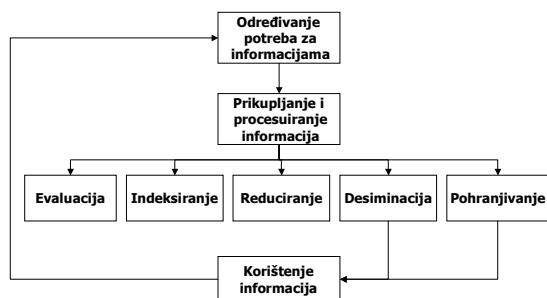 Određivanje
potreba za
informacijama
Prikupljanje i
procesuiranje
informacija
Evaluacija
Indeksiranje
Reduciranje
Desiminacija
Pohranjivanje
Korištenje
informacija